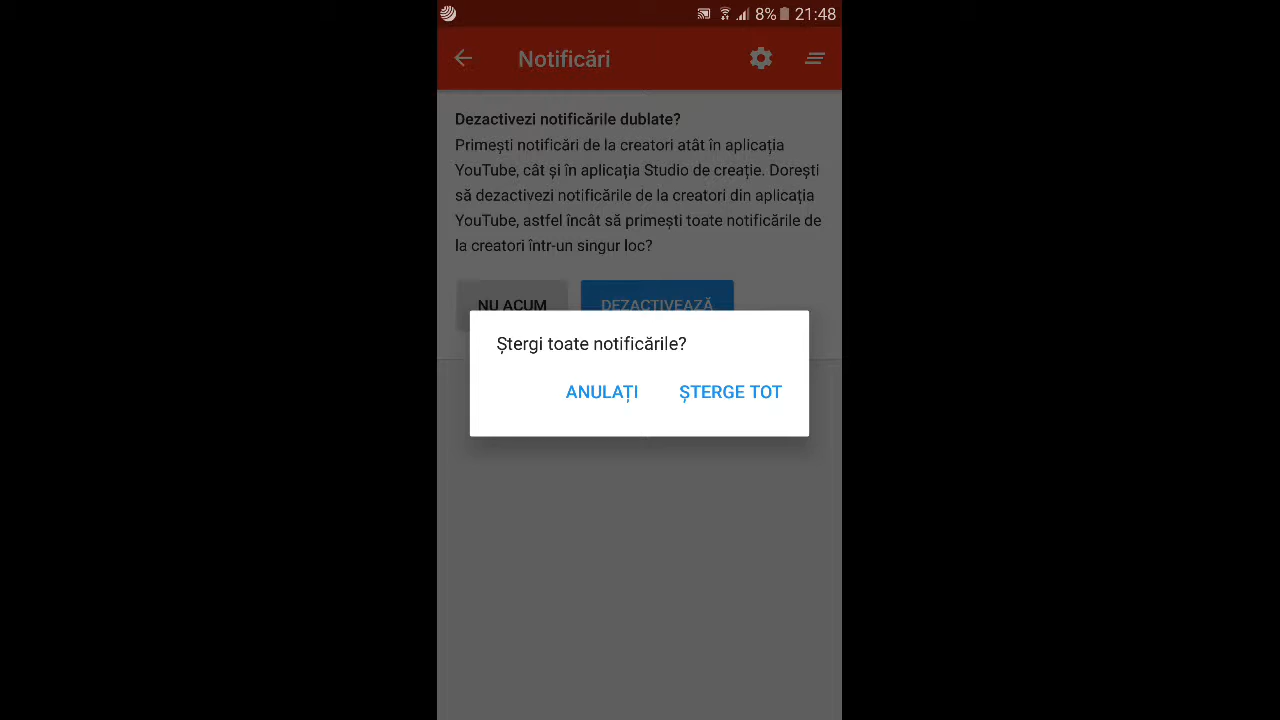 8% 21:48
Notificări
Dezactivezi notificările dublate?
Primești notificări de la creatori atât în aplicația
YouTube, cât și în aplicația Studio de creație. Dorești
să dezactivezi notificările de la creatori din aplicația
YouTube, astfel încât să primești toate notificările de
la creatori într-un singur loc?
NU ACUM DEZACTIVEAZĂ
Ștergi toate notificările?
ANULAȚI ȘTERGE TOT